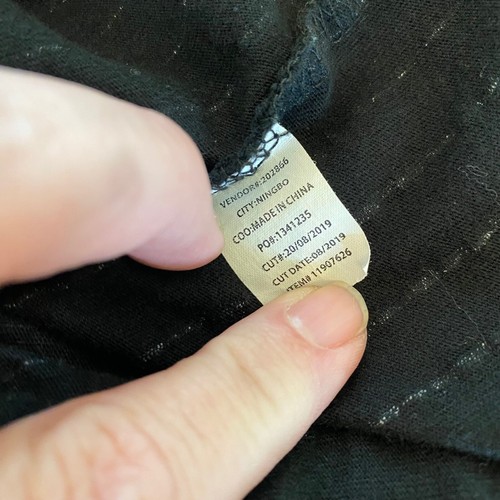 VENDOR#:202866
CITY:NINGBO
COO:MADE IN CHINA
PO#:1341235
CUT#:20/08/2019
CUT DATE:08/2019
ITEM# 11907626